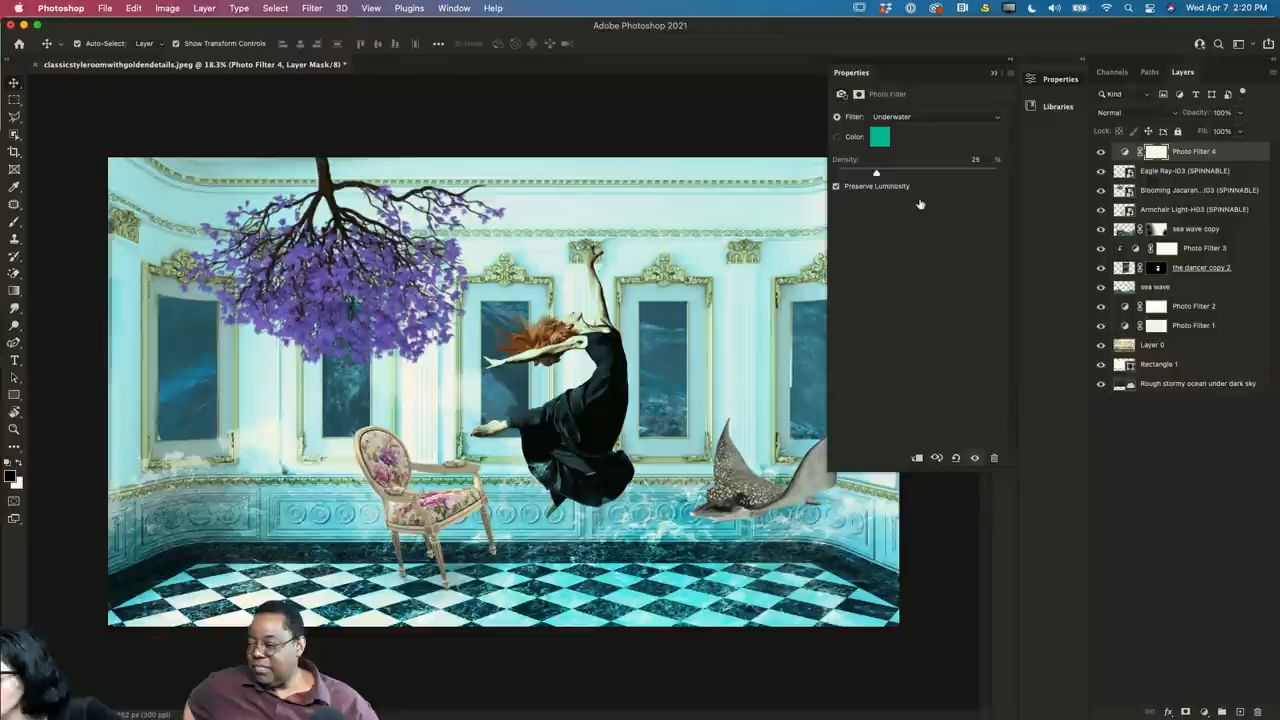 Photoshop File Edit Image Layer Type Select Filter 3D View Plugins Window Help Wed Apr 7 2:20 PM
Adobe Photoshop 2021
Auto-Select: Layer Show Transform Controls 3D Mode:
classicstyleroomwithgoldendetails.jpeg @ 18.3% (Photo Filter 4, Layer Mask/8) *
Properties
Photo Filter
Filter: Underwater
Color:
Density: 25 %
Preserve Luminosity
Properties
Libraries
Channels Paths Layers
Kind
Normal Opacity: 100%
Lock: Fill: 100%
Photo Filter 4
Eagle Ray-I03 (SPINNABLE)
Blooming Jacaran...I03 (SPINNABLE)
Armchair Light-H03 (SPINNABLE)
sea wave copy
Photo Filter 3
the dancer copy 2
sea wave
Photo Filter 2
Photo Filter 1
Layer 0
Rectangle 1
Rough stormy ocean under dark sky
fx